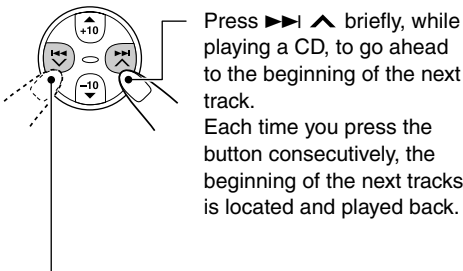 +10
−10
Press ►►I ∧ briefly, while
playing a CD, to go ahead
to the beginning of the next
track.
Each time you press the
button consecutively, the
beginning of the next tracks
is located and played back.